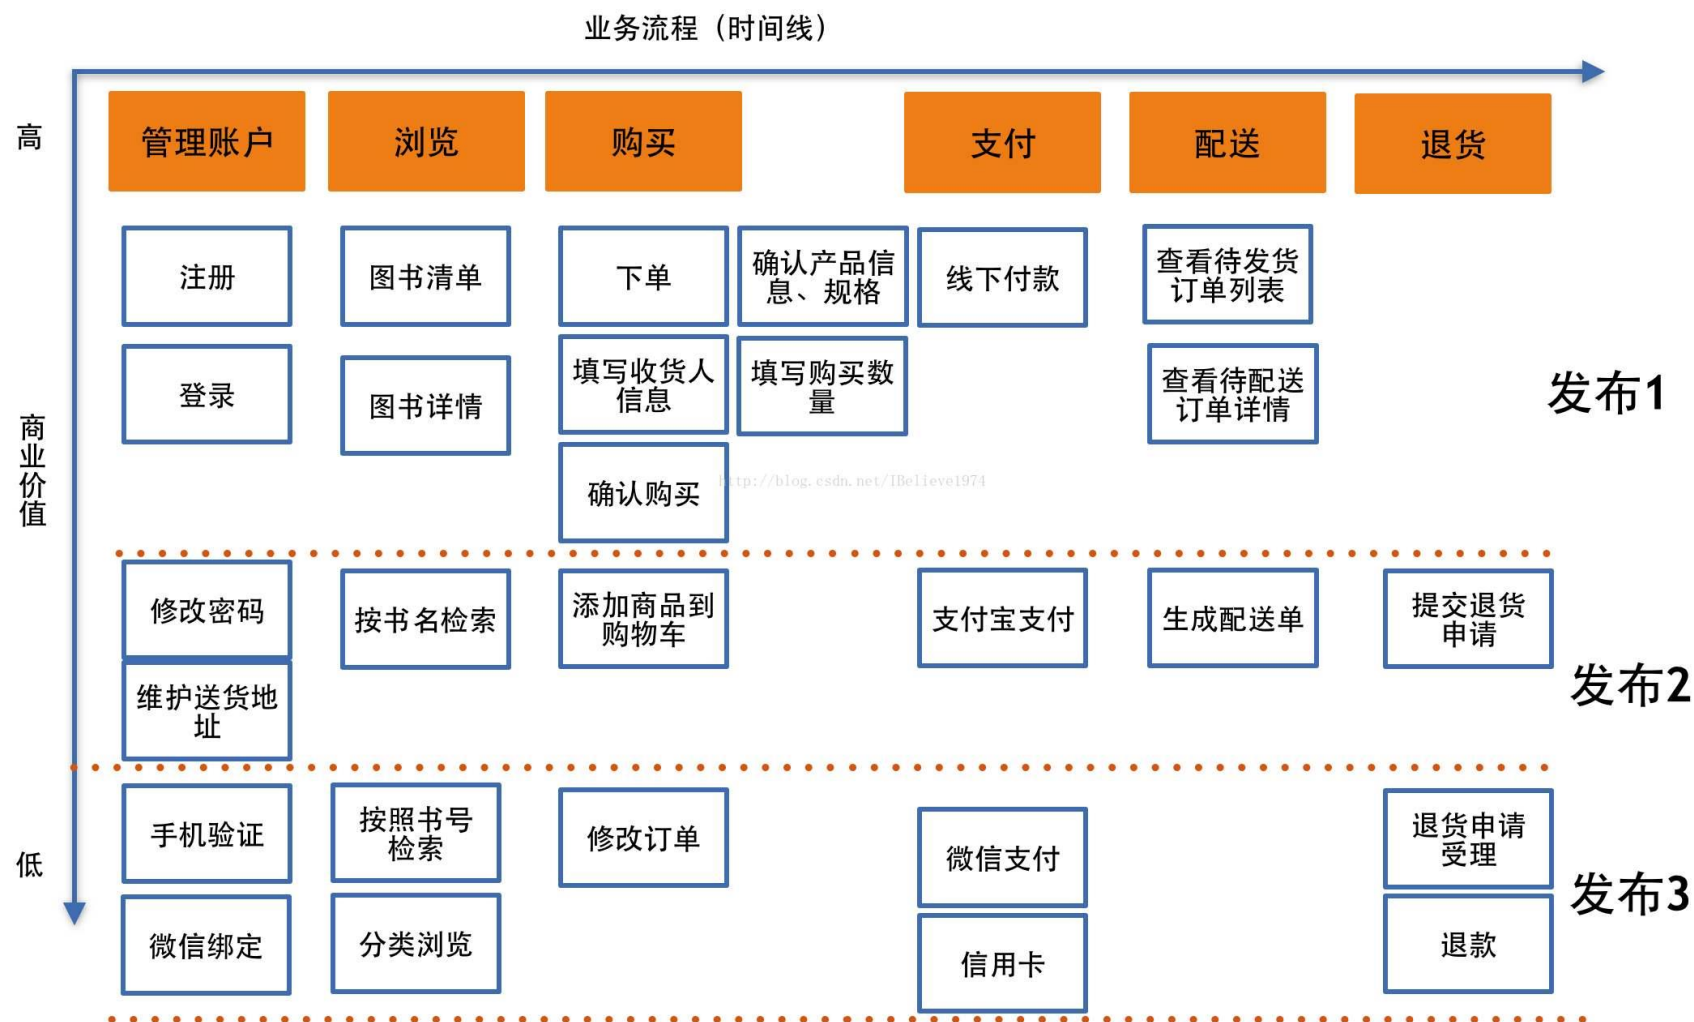 业务流程（时间线）
高
管理账户
浏览
购买
支付
配送
退货
注册
图书清单
下单
确认产品信
息、规格
线下付款
查看待发货
订单列表
登录
图书详情
填写收货人
信息
填写购买数
量
查看待配送
订单详情
发布1
商业价值
确认购买
http://blog.csdn.net/IBelieve1974
修改密码
按书名检索
添加商品到
购物车
支付宝支付
生成配送单
提交退货
申请
维护送货地
址
发布2
手机验证
按照书号
检索
修改订单
微信支付
退货申请
受理
低
发布3
微信绑定
分类浏览
信用卡
退款